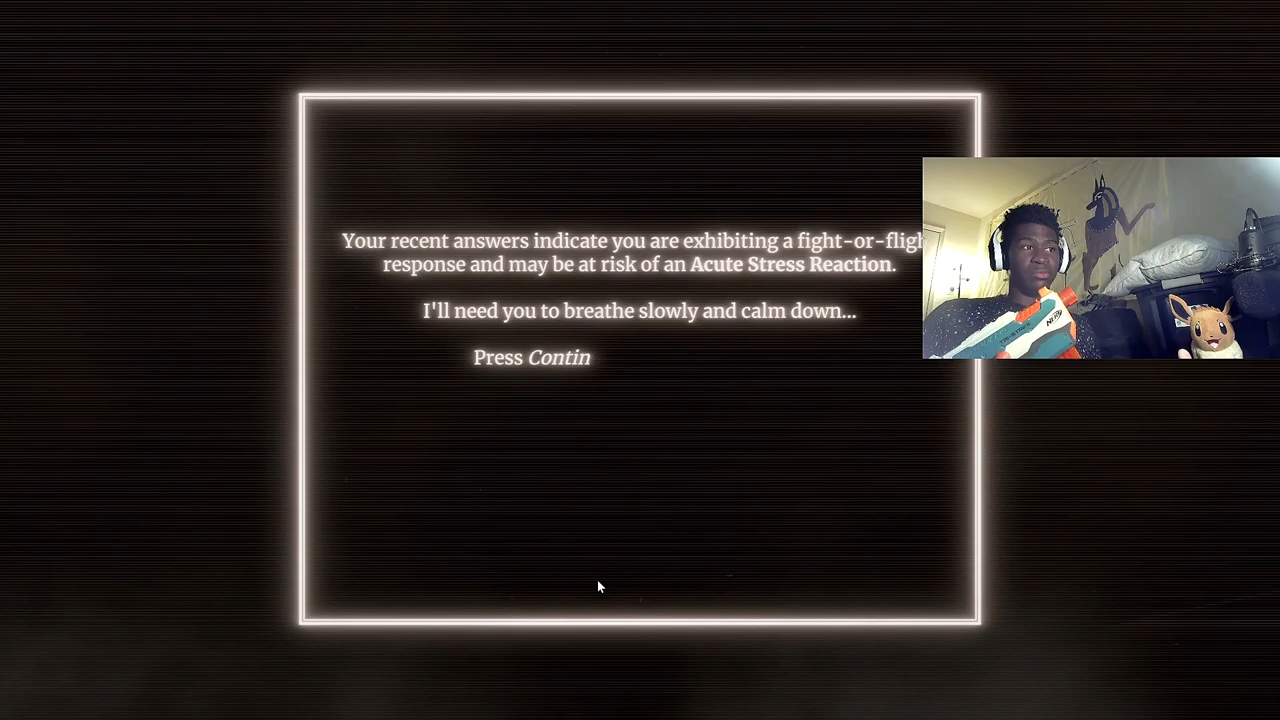 Your recent answers indicate you are exhibiting a fight-or-fligh
response and may be at risk of an Acute Stress Reaction.
I'll need you to breathe slowly and calm down...
Press Contin
NERF